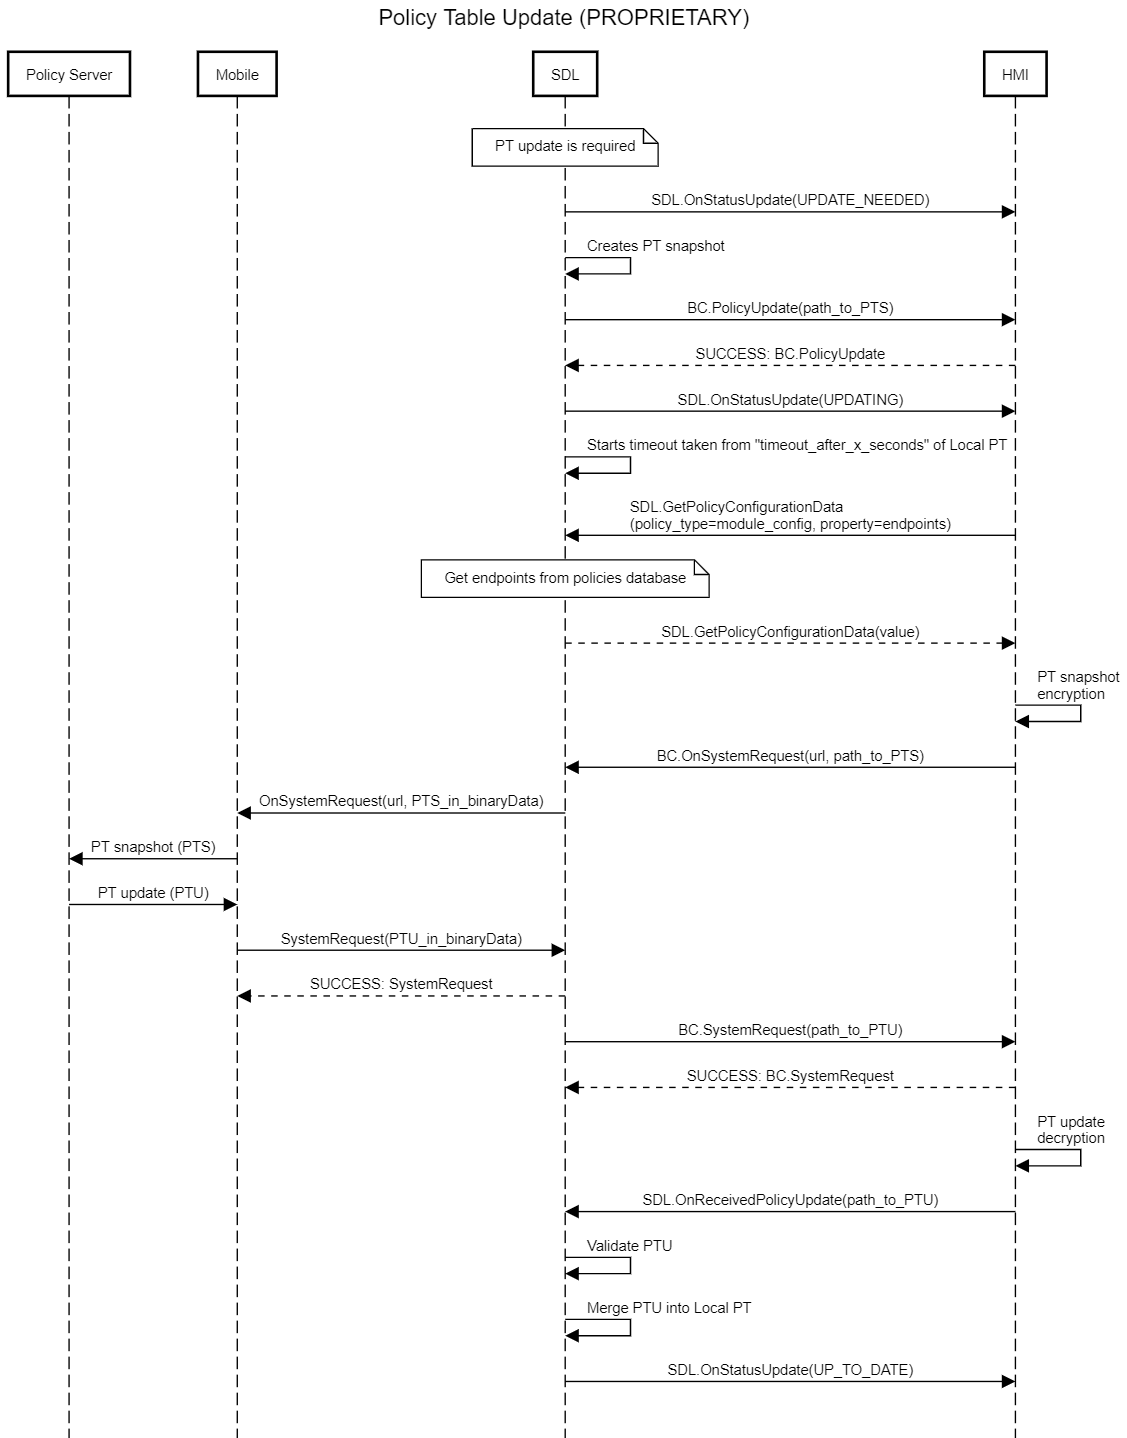 Policy Table Update (PROPRIETARY)
Policy Server
Mobile
SDL
HMI
PT update is required
SDL.OnStatusUpdate(UPDATE_NEEDED)
Creates PT snapshot
BC.PolicyUpdate(path_to_PTS)
SUCCESS: BC.PolicyUpdate
SDL.OnStatusUpdate(UPDATING)
Starts timeout taken from "timeout_after_x_seconds" of Local PT
SDL.GetPolicyConfigurationData
(policy_type=module_config, property=endpoints)
Get endpoints from policies database
SDL.GetPolicyConfigurationData(value)
PT snapshot
encryption
BC.OnSystemRequest(url, path_to_PTS)
OnSystemRequest(url, PTS_in_binaryData)
PT snapshot (PTS)
PT update (PTU)
SystemRequest(PTU_in_binaryData)
SUCCESS: SystemRequest
BC.SystemRequest(path_to_PTU)
SUCCESS: BC.SystemRequest
PT update
decryption
SDL.OnReceivedPolicyUpdate(path_to_PTU)
Validate PTU
Merge PTU into Local PT
SDL.OnStatusUpdate(UP_TO_DATE)